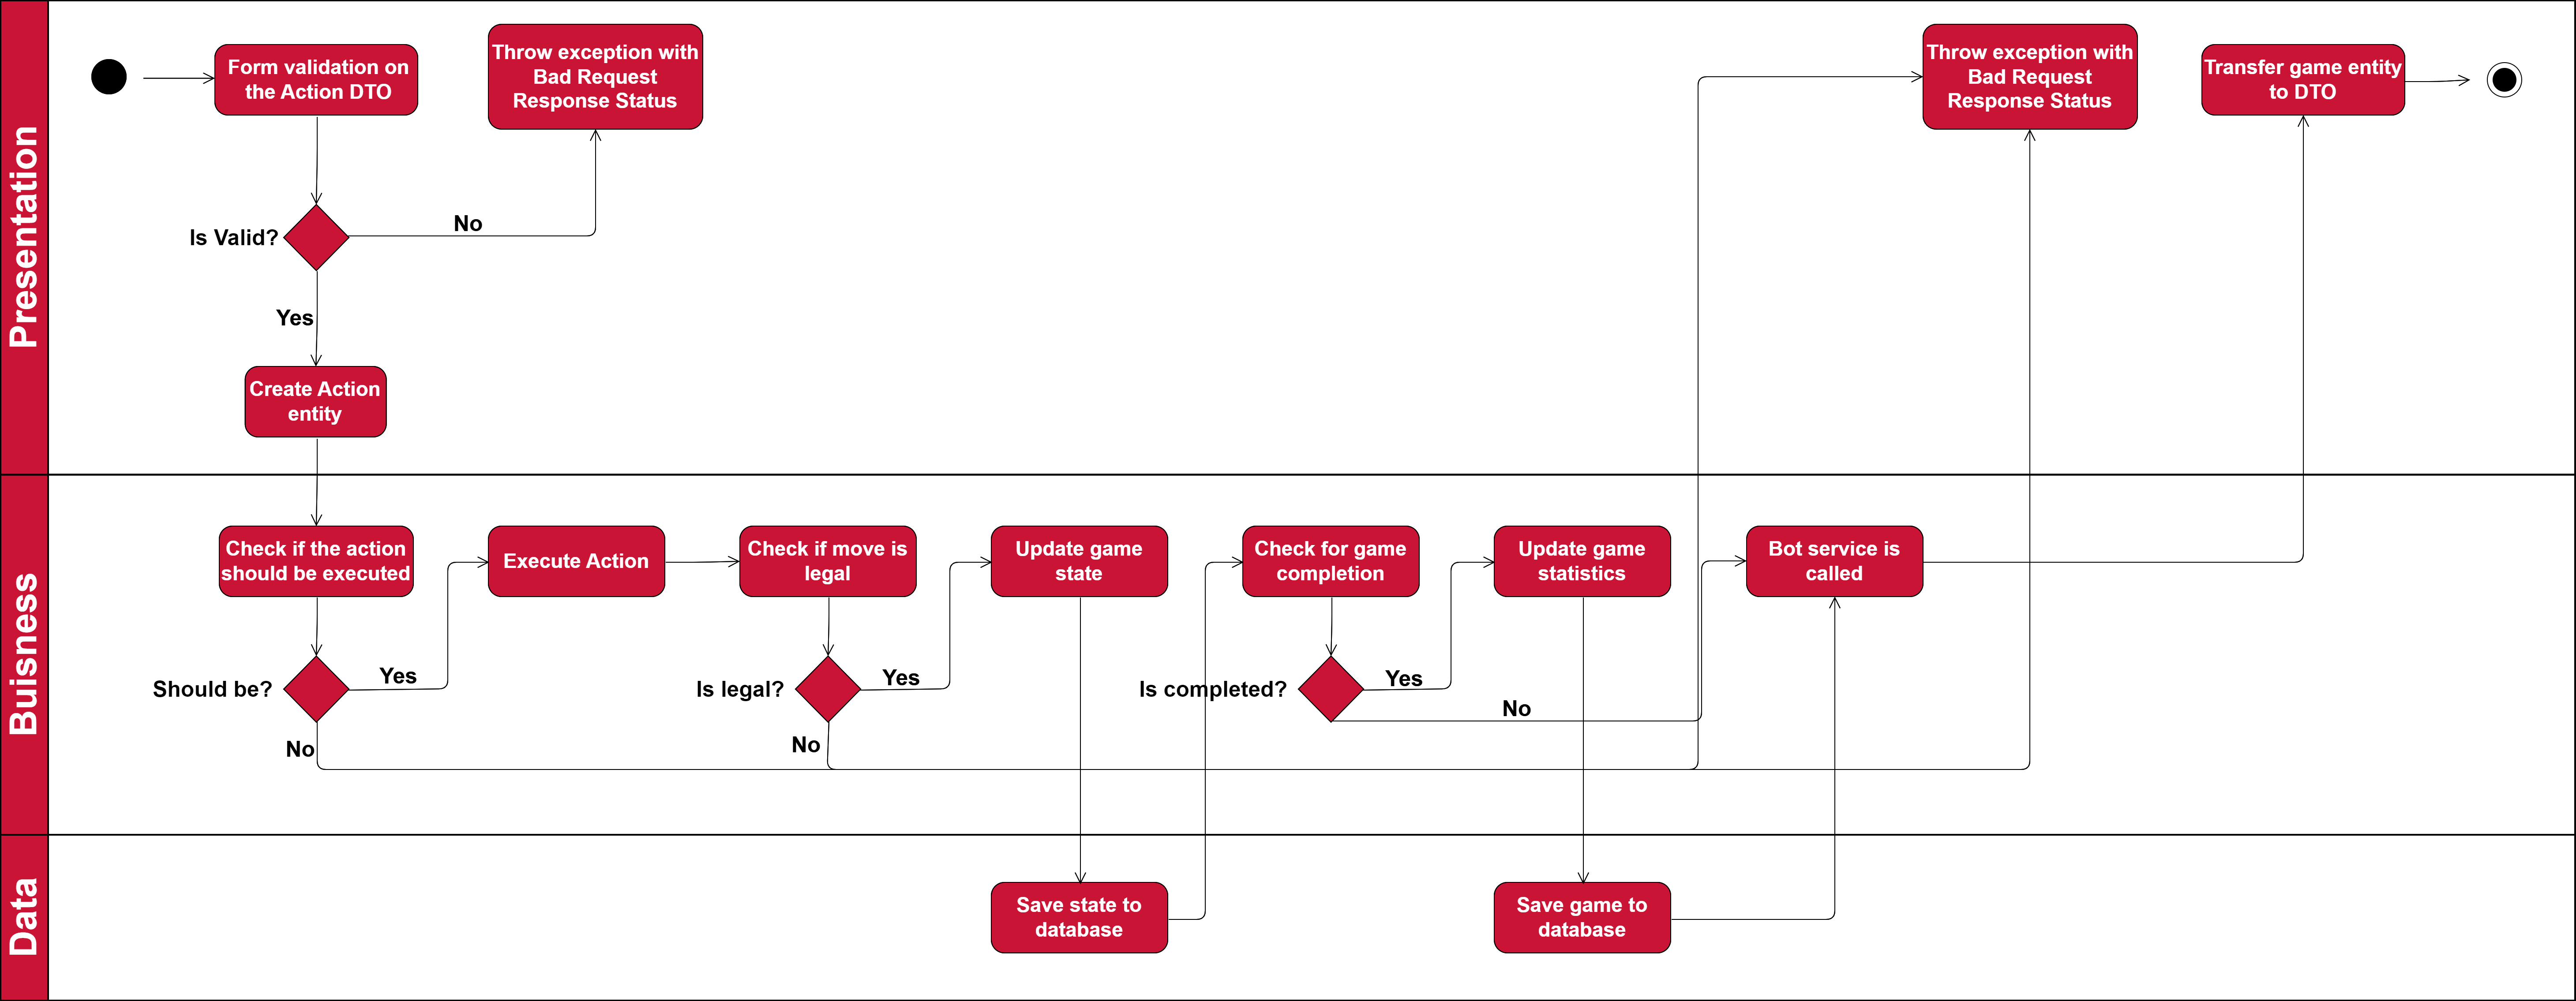 Presentation
Form validation on
the Action DTO
Throw exception with
Bad Request
Response Status
Throw exception with
Bad Request
Response Status
Transfer game entity
to DTO
Is Valid?
No
Yes
Create Action
entity
Buisness
Check if the action
should be executed
Execute Action
Check if move is
legal
Update game
state
Check for game
completion
Update game
statistics
Bot service is
called
Should be?
Yes
No
Is legal?
Yes
No
Is completed?
Yes
No
Data
Save state to
database
Save game to
database